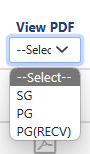 View PDF
--Selec
--Select--
SG
PG
PG(RECV)